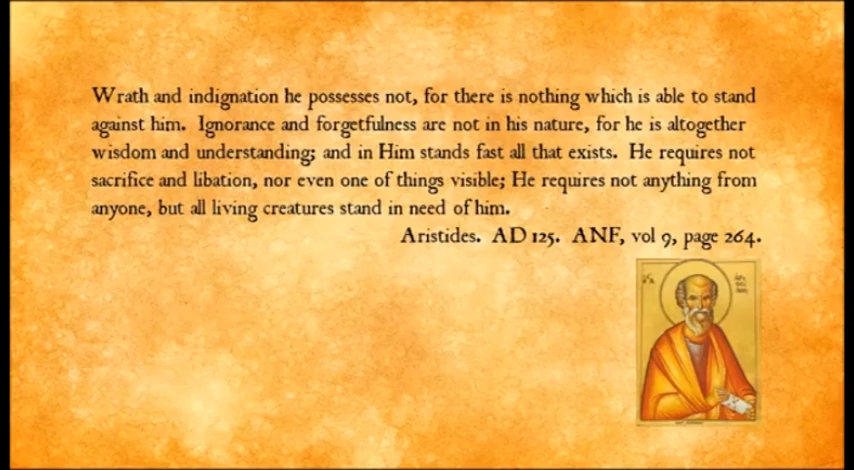 Wrath and indignation he possesses not, for there is nothing which is able to stand
against him. Ignorance and forgetfulness are not in his nature, for he is altogether
wisdom and understanding; and in Him stands fast all that exists. He requires not
sacrifice and libation, nor even one of things visible; He requires not anything from
anyone, but all living creatures stand in need of him.
Aristides. AD 125. ANF, vol 9, page 264.